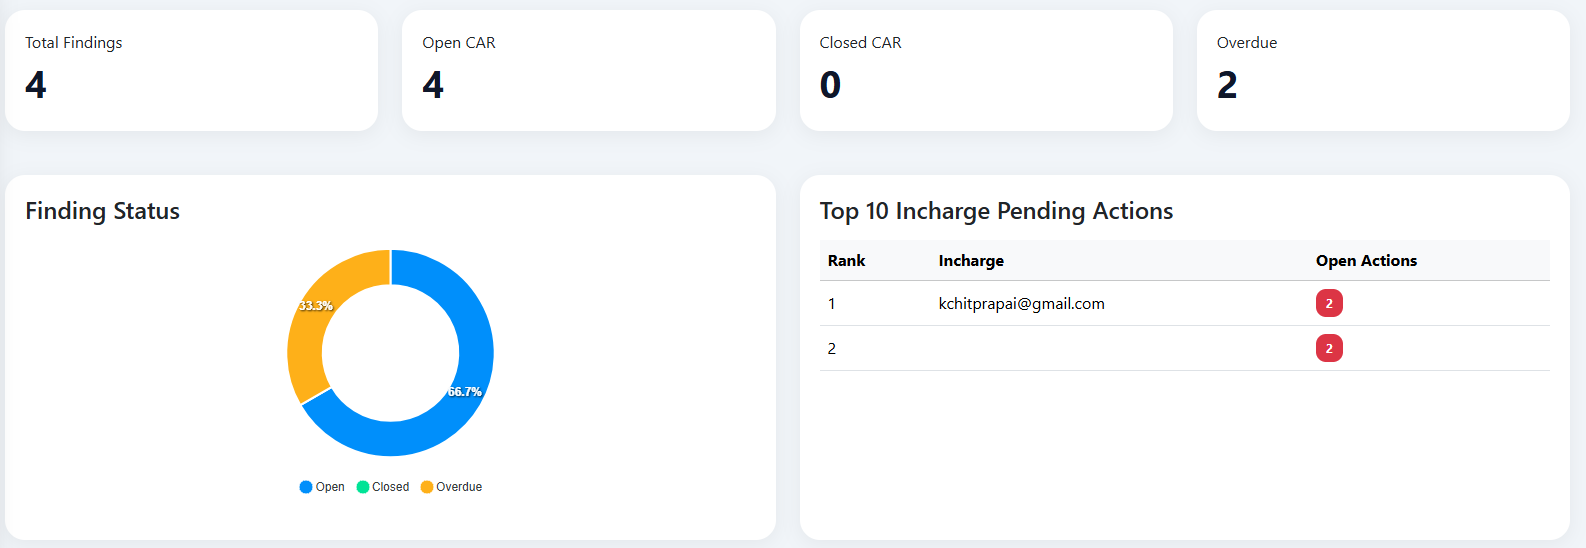 Total Findings
4
Open CAR
4
Closed CAR
0
Overdue
2
Finding Status
33.3%
66.7%
Open Closed Overdue
Top 10 Incharge Pending Actions
Rank Incharge Open Actions
1 kchitprapai@gmail.com 2
2 2